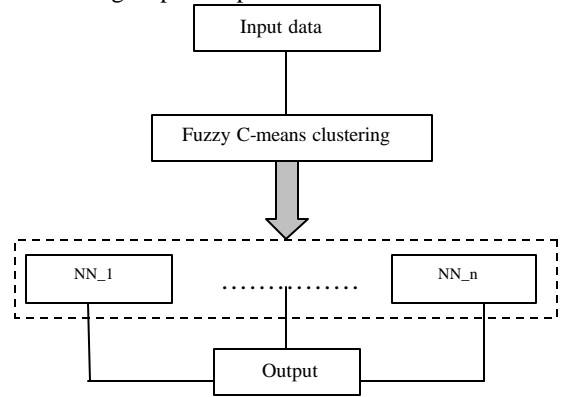 Input data
Fuzzy C-means clustering
NN_1 ............... NN_n
Output